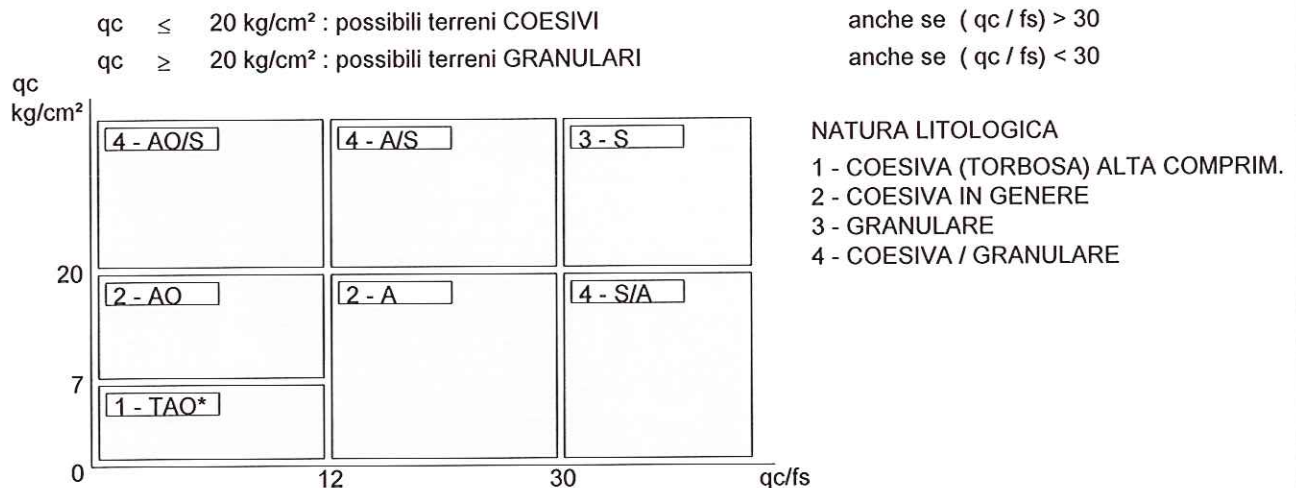 qc ≤ 20 kg/cm² : possibili terreni COESIVI anche se ( qc / fs) > 30
qc ≥ 20 kg/cm² : possibili terreni GRANULARI anche se ( qc / fs) < 30
qc
kg/cm²
4 - AO/S 4 - A/S 3 - S
NATURA LITOLOGICA
1 - COESIVA (TORBOSA) ALTA COMPRIM.
2 - COESIVA IN GENERE
3 - GRANULARE
4 - COESIVA / GRANULARE
20
2 - AO 2 - A 4 - S/A
7
1 - TAO*
0
12 30 qc/fs